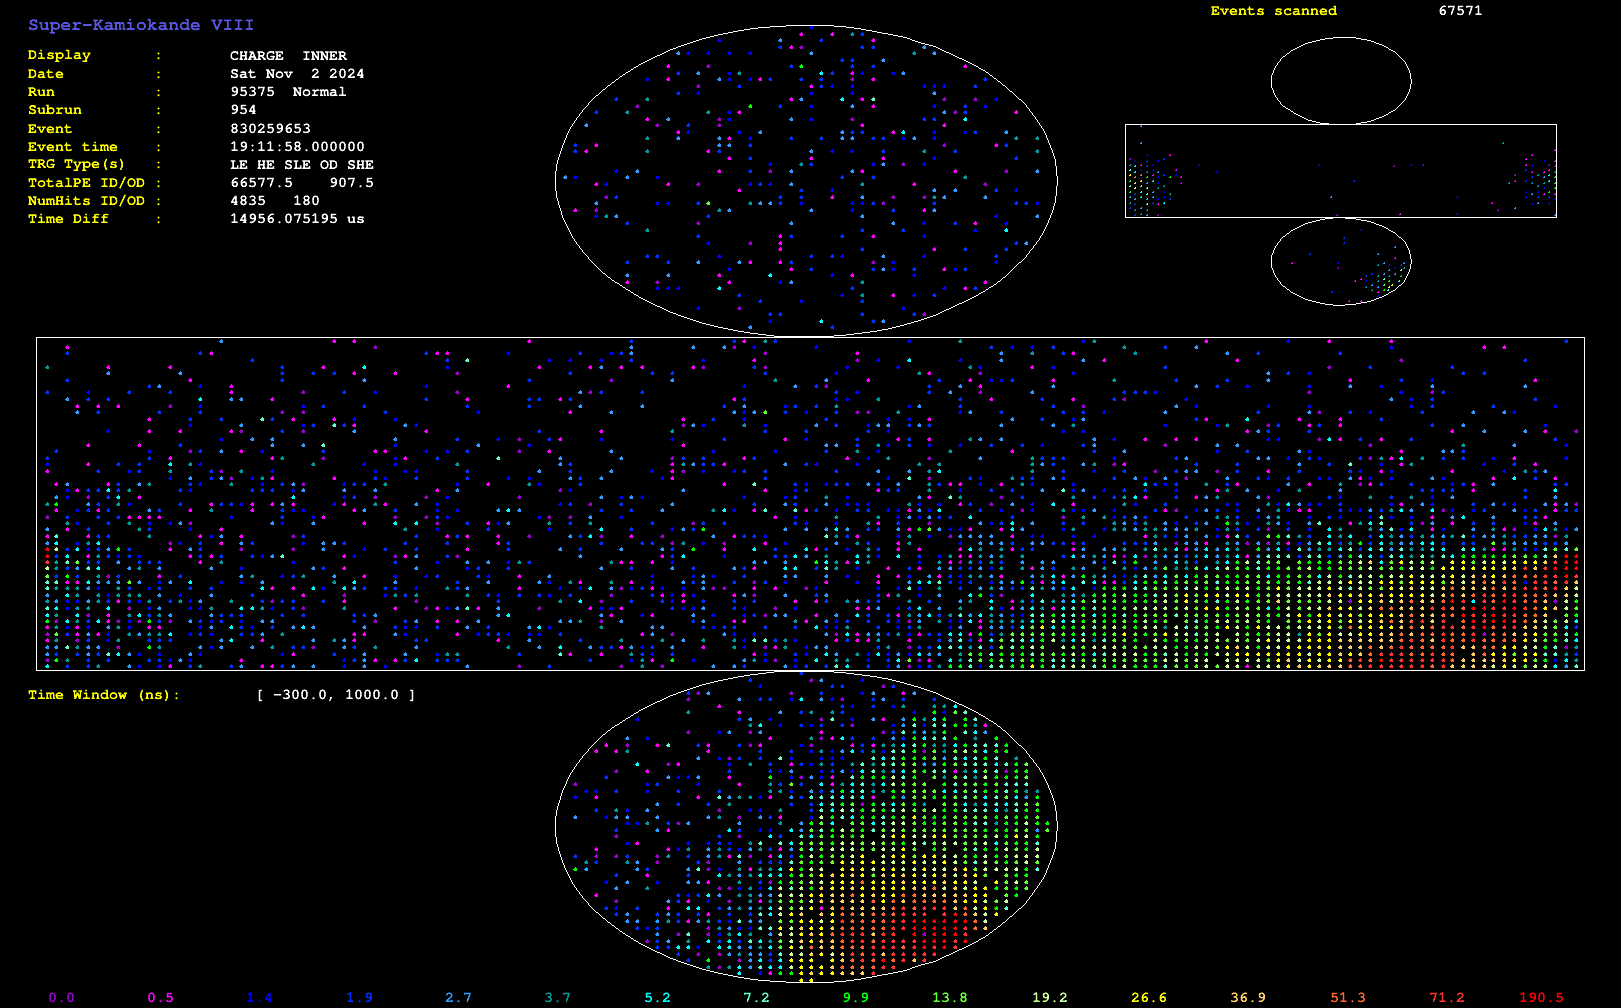 Super-Kamiokande VIII
Events scanned 67571
Display : CHARGE INNER
Date : Sat Nov 2 2024
Run : 95375 Normal
Subrun : 954
Event : 830259653
Event time : 19:11:58.000000
TRG Type(s) : LE HE SLE OD SHE
TotalPE ID/OD : 66577.5 907.5
NumHits ID/OD : 4835 180
Time Diff : 14956.075195 us
Time Window (ns): [ −300.0, 1000.0 ]
0.0 0.5 1.4 1.9 2.7 3.7 5.2 7.2 9.9 13.8 19.2 26.6 36.9 51.3 71.2 190.5